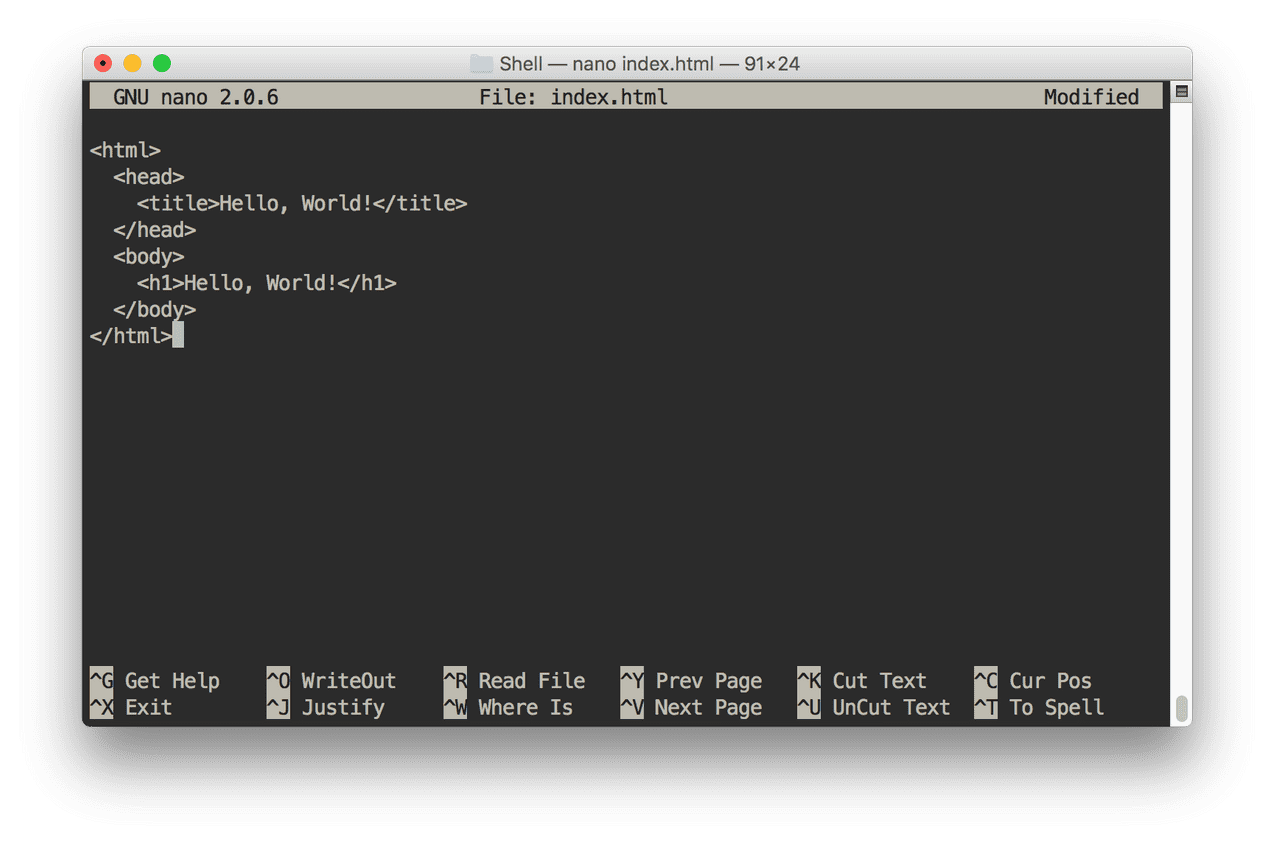 Shell — nano index.html — 91×24
GNU nano 2.0.6 File: index.html Modified
<html>
  <head>
    <title>Hello, World!</title>
  </head>
  <body>
    <h1>Hello, World!</h1>
  </body>
</html>
^G Get Help ^O WriteOut ^R Read File ^Y Prev Page ^K Cut Text ^C Cur Pos
^X Exit ^J Justify ^W Where Is ^V Next Page ^U UnCut Text ^T To Spell